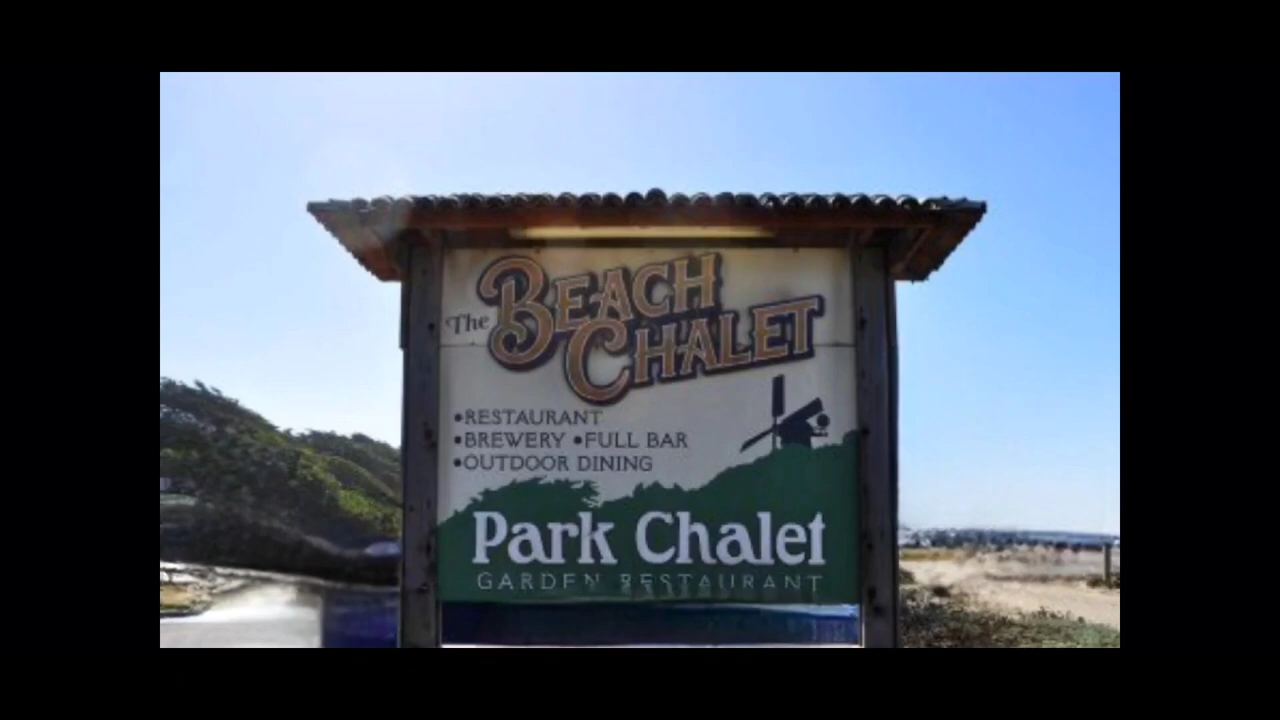 The BEACH
CHALET
•RESTAURANT
•BREWERY •FULL BAR
•OUTDOOR DINING
Park Chalet
GARDEN RESTAURANT